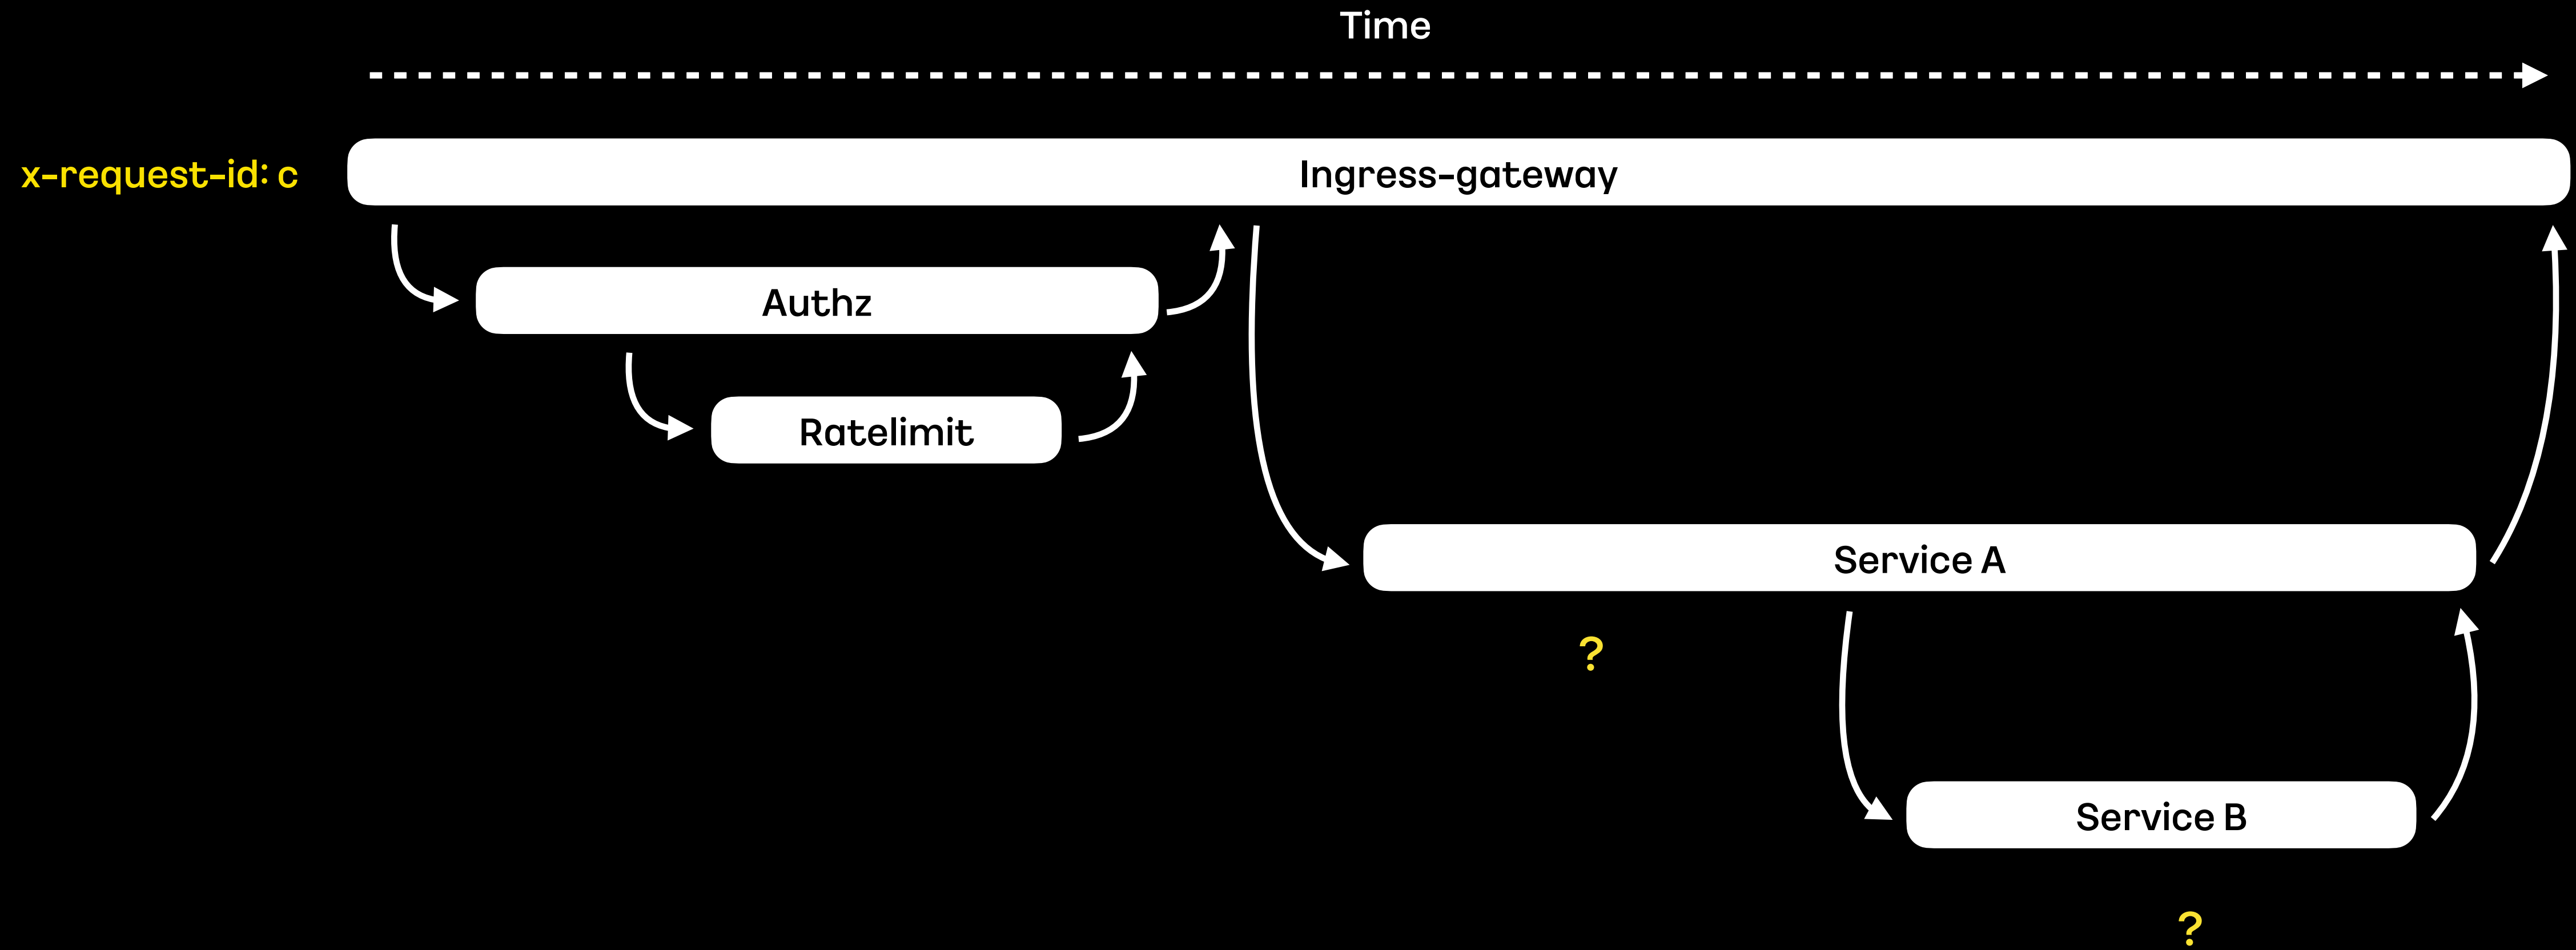 Time
x-request-id: c
Ingress-gateway
Authz
Ratelimit
Service A
?
Service B
?